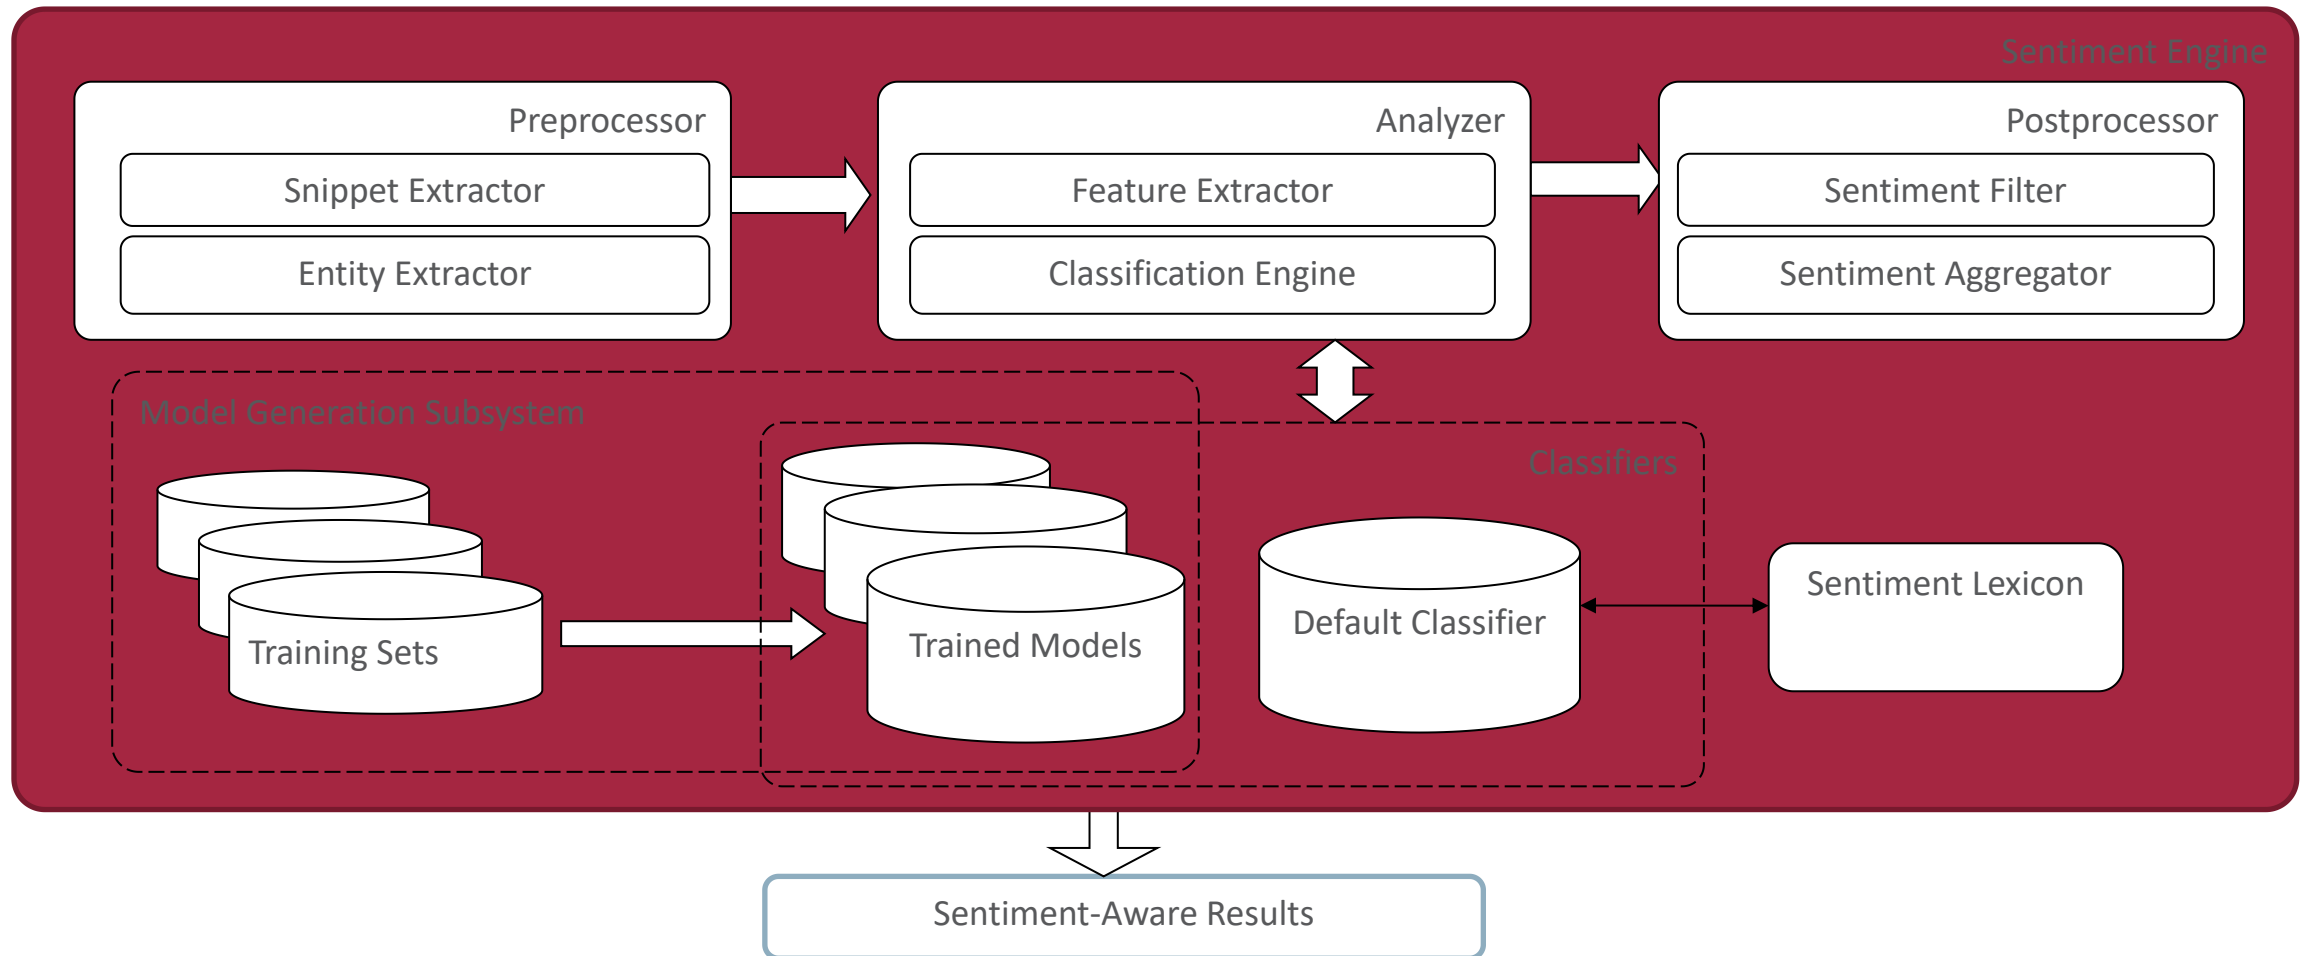 Sentiment Engine
Preprocessor
Snippet Extractor
Entity Extractor
Analyzer
Feature Extractor
Classification Engine
Postprocessor
Sentiment Filter
Sentiment Aggregator
Model Generation Subsystem
Training Sets
Classifiers
Trained Models
Default Classifier
Sentiment Lexicon
Sentiment-Aware Results